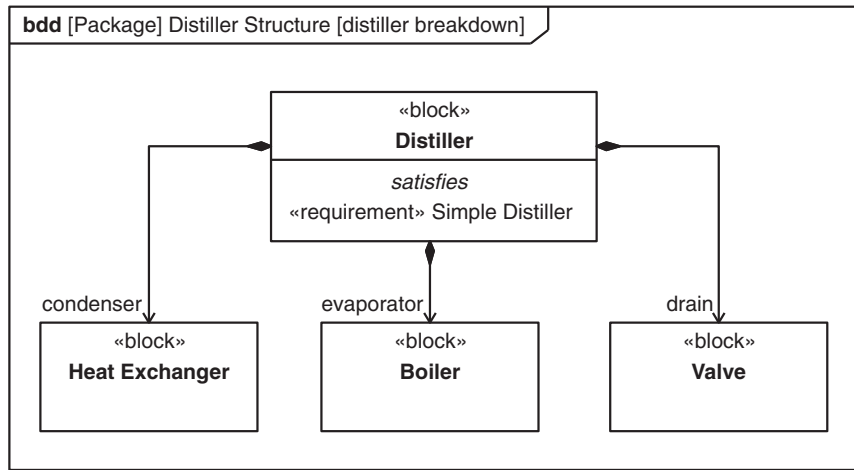 bdd [Package] Distiller Structure [distiller breakdown]
«block»
Distiller
satisfies
«requirement» Simple Distiller
condenser
evaporator
drain
«block»
Heat Exchanger
«block»
Boiler
«block»
Valve